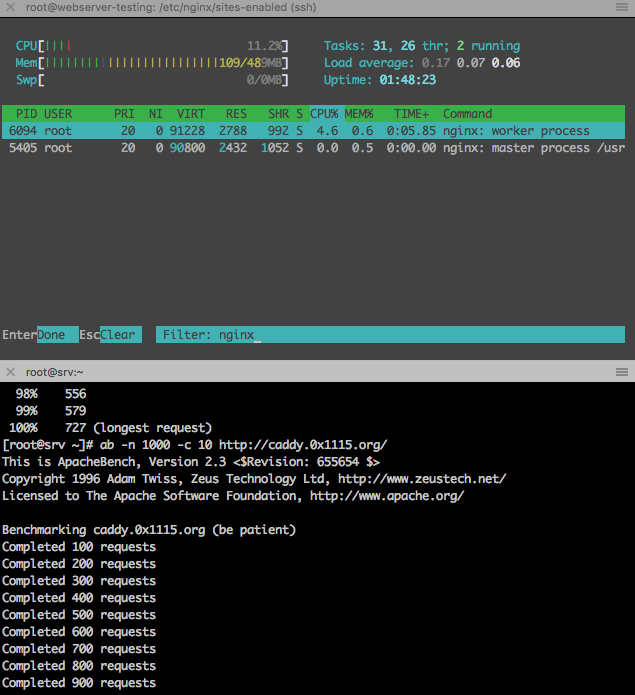 root@webserver-testing: /etc/nginx/sites-enabled (ssh)
CPU[|||| 11.2%] Tasks: 31, 26 thr; 2 running
Mem[|||||||||||||||||||||||||109/489MB] Load average: 0.17 0.07 0.06
Swp[ 0/0MB] Uptime: 01:48:23
PID USER PRI NI VIRT RES SHR S CPU% MEM% TIME+ Command
6094 root 20 0 91228 2788 992 S 4.6 0.6 0:05.85 nginx: worker process
5405 root 20 0 90800 2432 1052 S 0.0 0.5 0:00.00 nginx: master process /usr
EnterDone EscClear Filter: nginx_
root@srv:~
98% 556
99% 579
100% 727 (longest request)
[root@srv ~]# ab -n 1000 -c 10 http://caddy.0x1115.org/
This is ApacheBench, Version 2.3 <$Revision: 655654 $>
Copyright 1996 Adam Twiss, Zeus Technology Ltd, http://www.zeustech.net/
Licensed to The Apache Software Foundation, http://www.apache.org/
Benchmarking caddy.0x1115.org (be patient)
Completed 100 requests
Completed 200 requests
Completed 300 requests
Completed 400 requests
Completed 500 requests
Completed 600 requests
Completed 700 requests
Completed 800 requests
Completed 900 requests